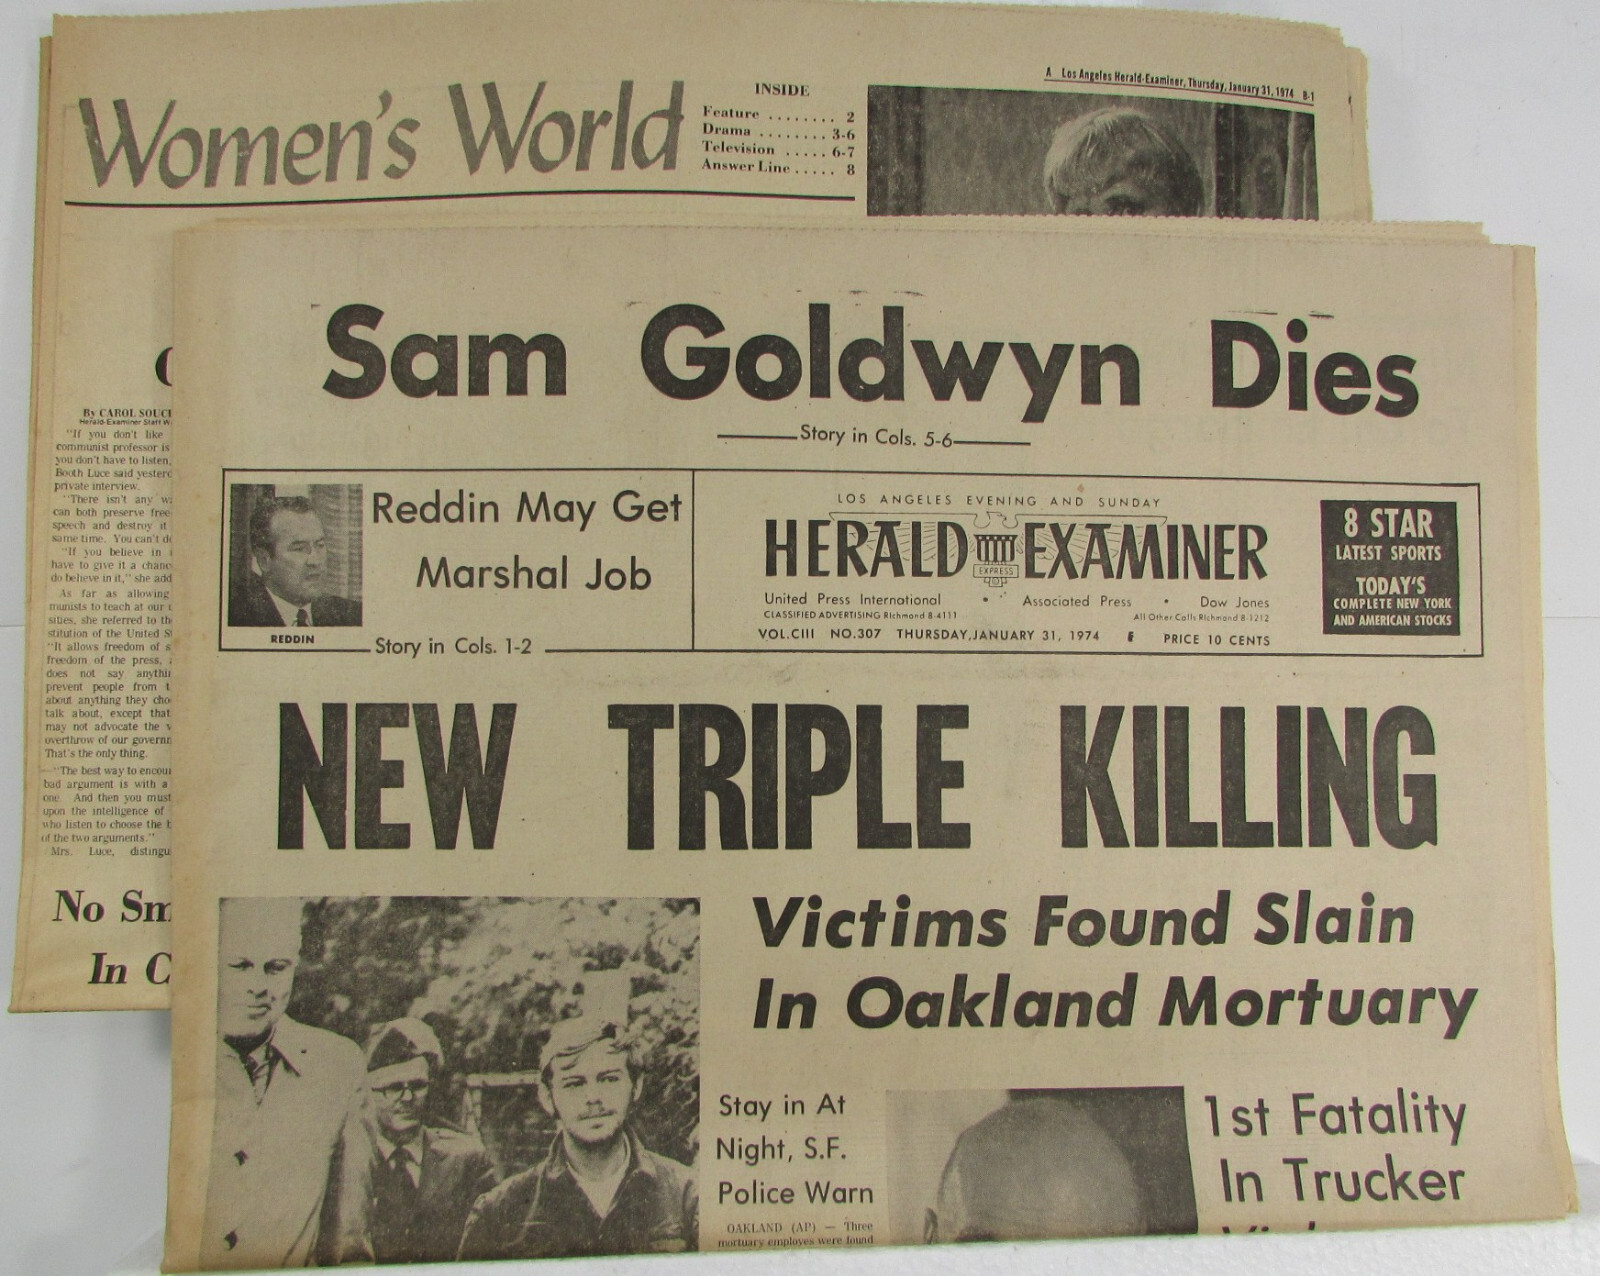 A Los Angeles Herald-Examiner, Thursday, January 31, 1974 B-1
Women's World
INSIDE
Feature ........ 2
Drama ........ 3-6
Television ..... 6-7
Answer Line ..... 8
By CAROL
Herald-Examiner Staff
"If you don't like
communist professor is
you don't have to listen,
Booth Luce said
private interview.
"There isn't any
can both preserve
speech and destroy it
same time. You can't
"If you believe in
have to give it a
do believe in it," she
As far as allowing
munists to teach at our
sities, she referred to
stitution of the United
"It allows freedom of
freedom of the press,
does not say
prevent people from
about anything they
talk about, except that
may not advocate the
overthrow of our
That's the only thing.
"The best way to
bad argument is with a
one. And then you must
upon the intelligence of
who listen to choose the
of the two arguments."
Mrs. Luce,
No
In
Sam Goldwyn Dies
Story in Cols. 5-6
REDDIN
Reddin May Get
Marshal Job
Story in Cols. 1-2
LOS ANGELES EVENING AND SUNDAY
HERALD EXAMINER
EXPRESS
United Press International • Associated Press • Dow Jones
CLASSIFIED ADVERTISING RIchmond 8-4111 All Other Calls RIchmond 8-1212
VOL.CIII NO.307 THURSDAY, JANUARY 31, 1974 PRICE 10 CENTS
8 STAR
LATEST SPORTS
TODAY'S
COMPLETE NEW YORK
AND AMERICAN STOCKS
NEW TRIPLE KILLING
Victims Found Slain
In Oakland Mortuary
Stay in At
Night, S.F.
Police Warn
OAKLAND (AP) — Three
mortuary employes were found
1st Fatality
In Trucker